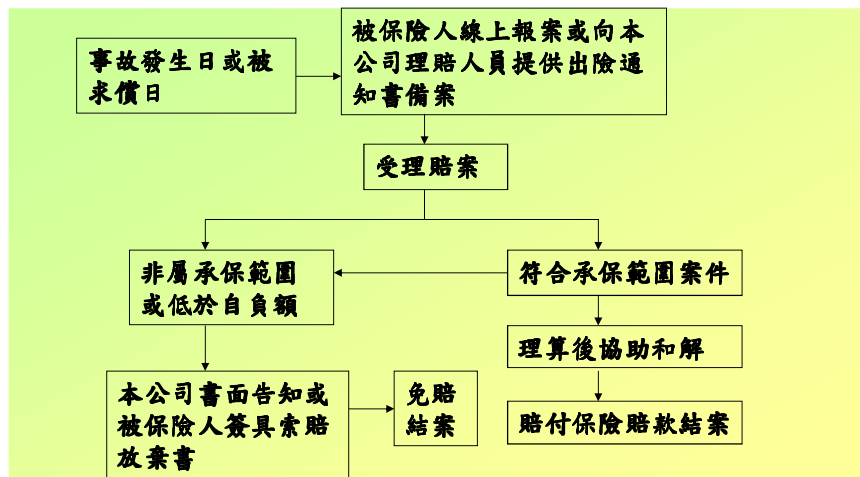 事故發生日或被
求償日
被保險人線上報案或向本
公司理賠人員提供出險通
知書備案
受理賠案
非屬承保範圍
或低於自負額
符合承保範圍案件
理算後協助和解
本公司書面告知或
被保險人簽具索賠
放棄書
免賠
結案
賠付保險賠款結案